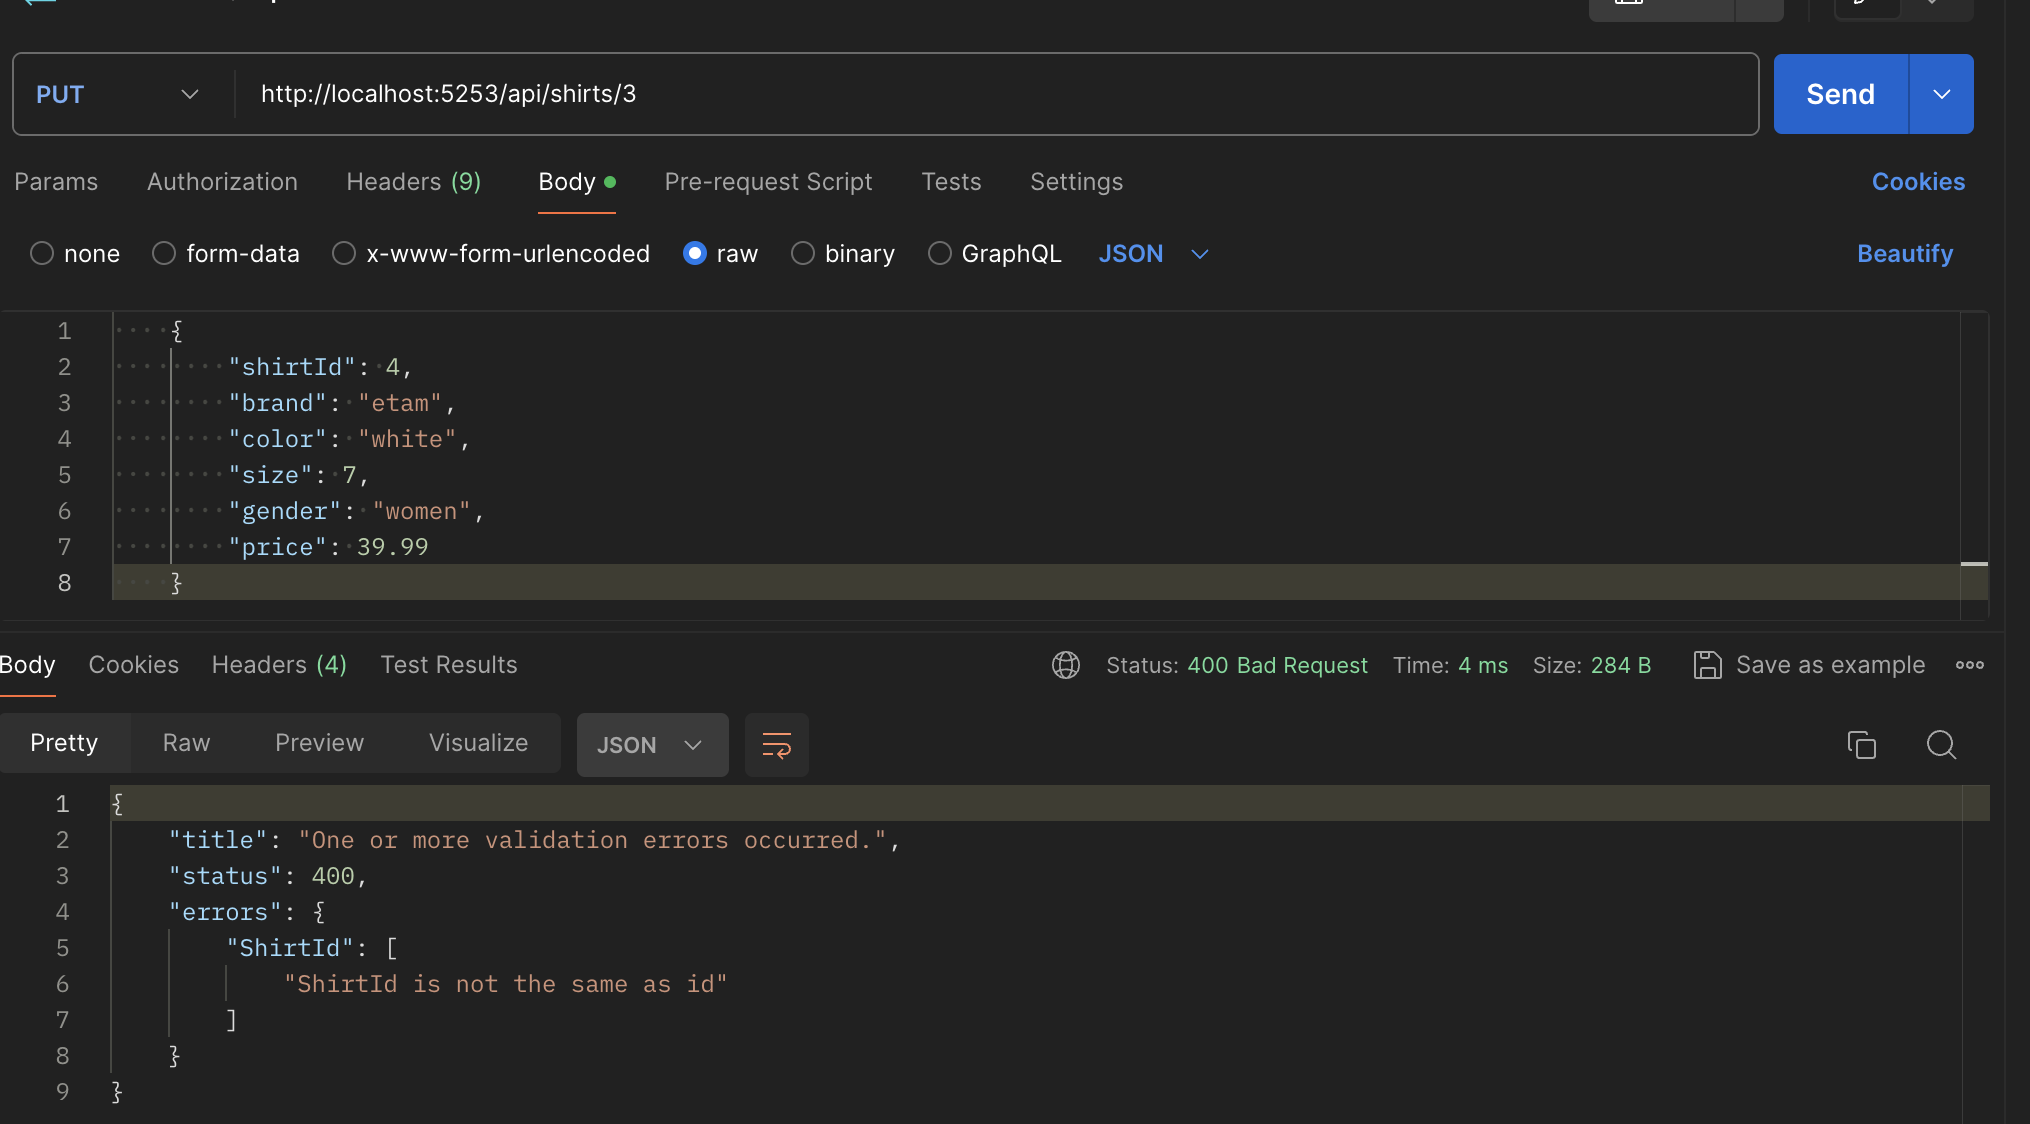 PUT http://localhost:5253/api/shirts/3 Send
Params Authorization Headers (9) Body Pre-request Script Tests Settings Cookies
none form-data x-www-form-urlencoded raw binary GraphQL JSON Beautify
1 {
2 "shirtId": 4,
3 "brand": "etam",
4 "color": "white",
5 "size": 7,
6 "gender": "women",
7 "price": 39.99
8 }
Body Cookies Headers (4) Test Results Status: 400 Bad Request Time: 4 ms Size: 284 B Save as example
Pretty Raw Preview Visualize JSON
1 {
2 "title": "One or more validation errors occurred.",
3 "status": 400,
4 "errors": {
5 "ShirtId": [
6 "ShirtId is not the same as id"
7 ]
8 }
9 }